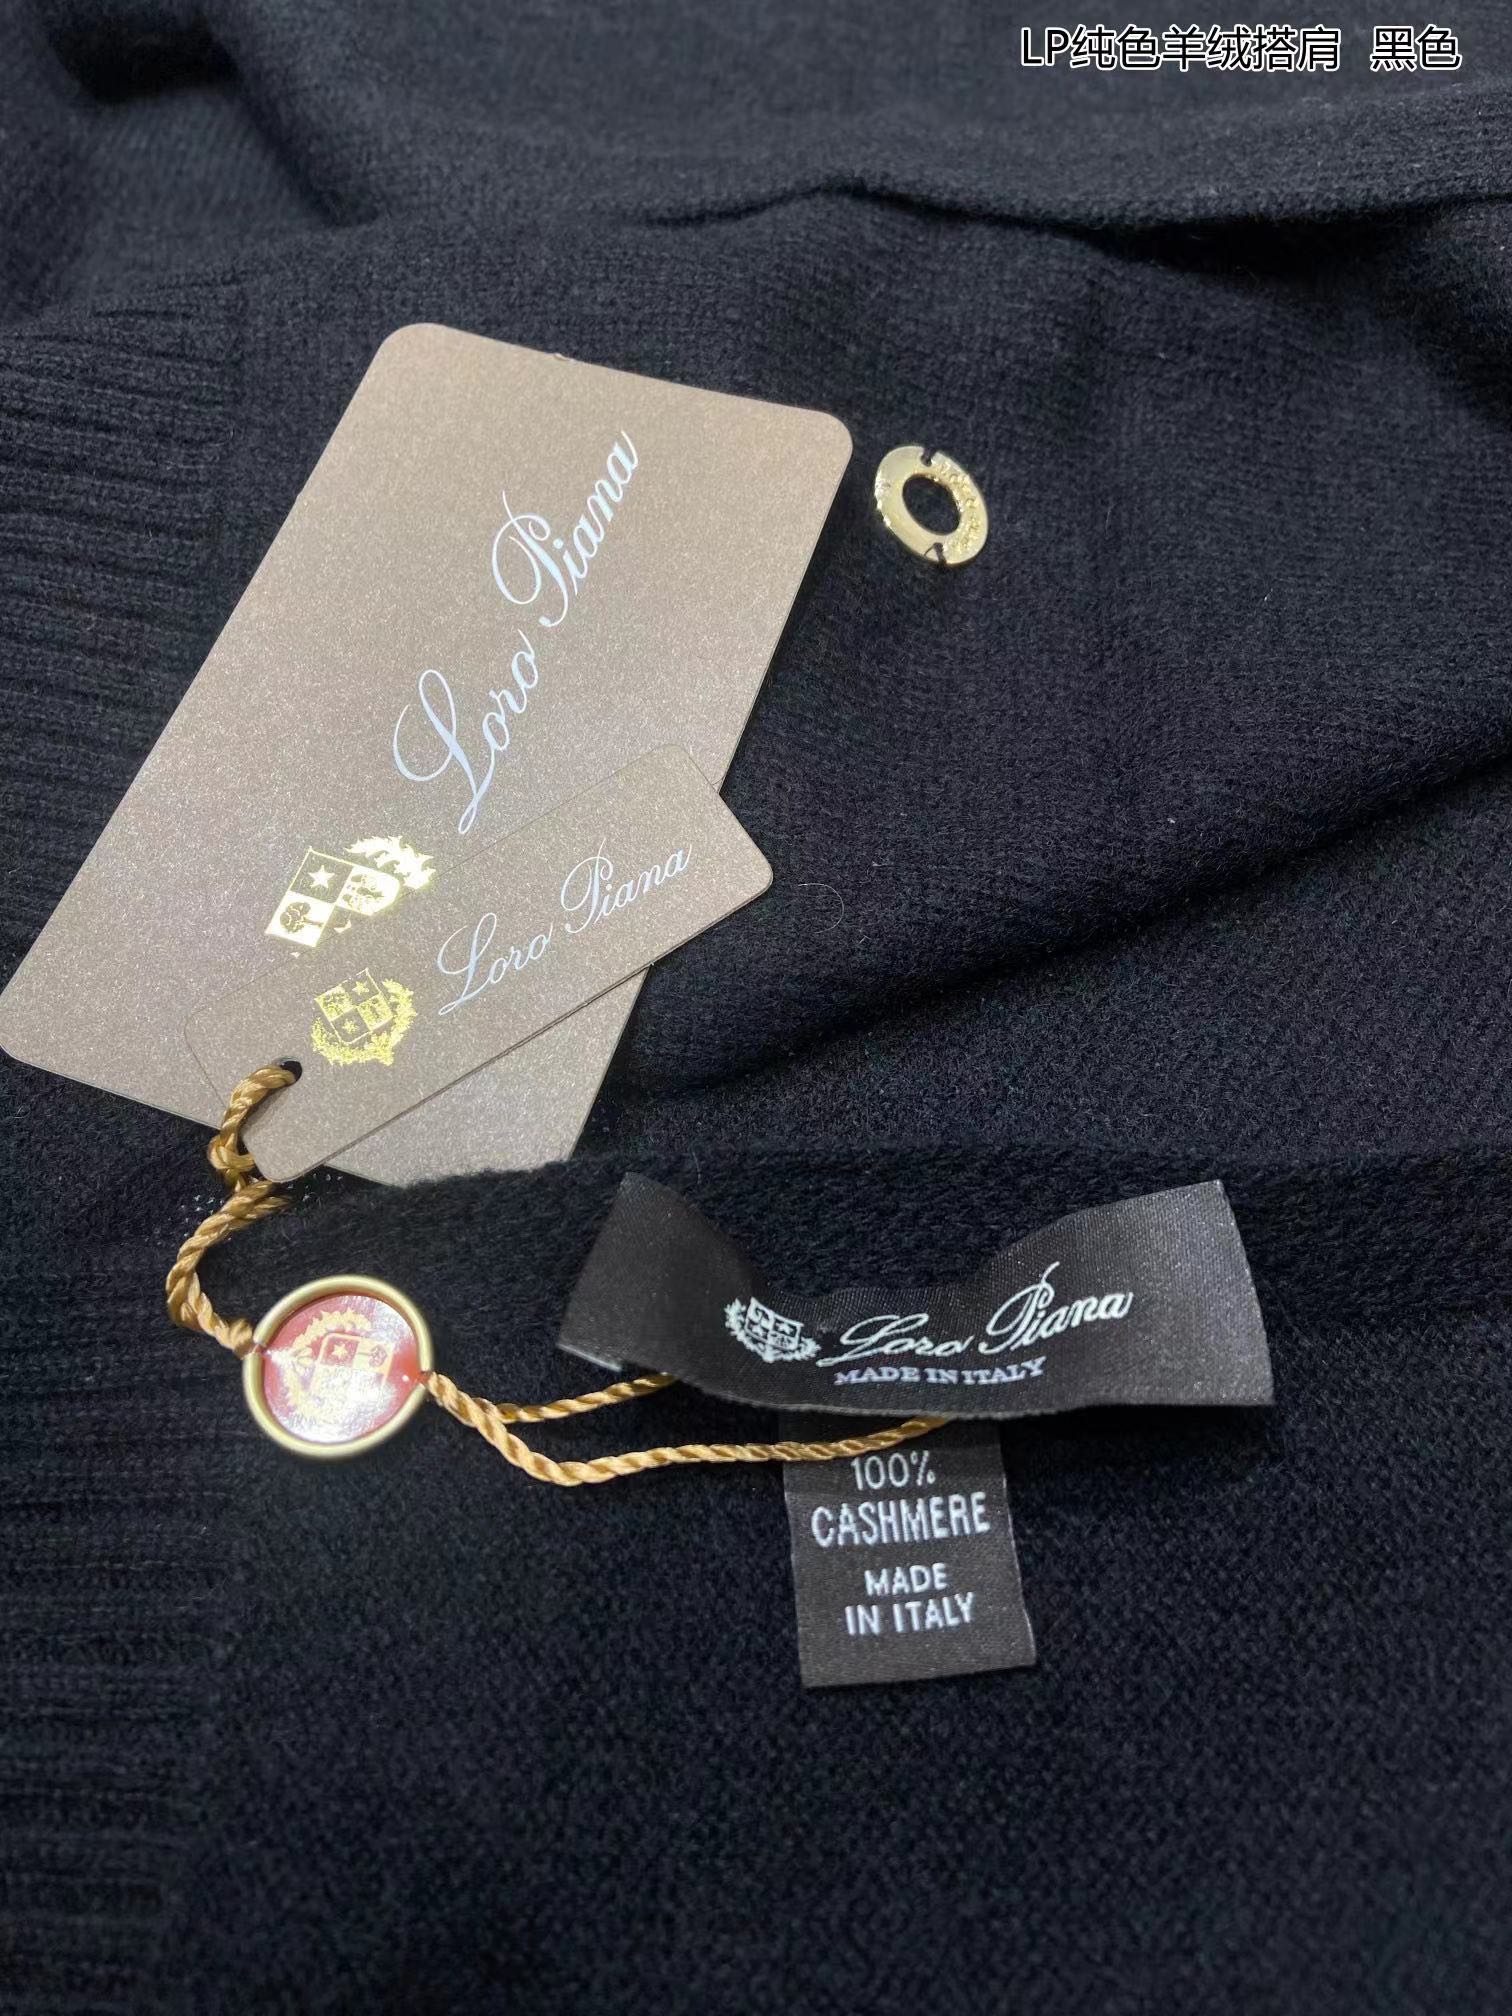 LP纯色羊绒搭肩 黑色
Loro Piana
Loro Piana
Loro Piana
MADE IN ITALY
100%
CASHMERE
MADE
IN ITALY